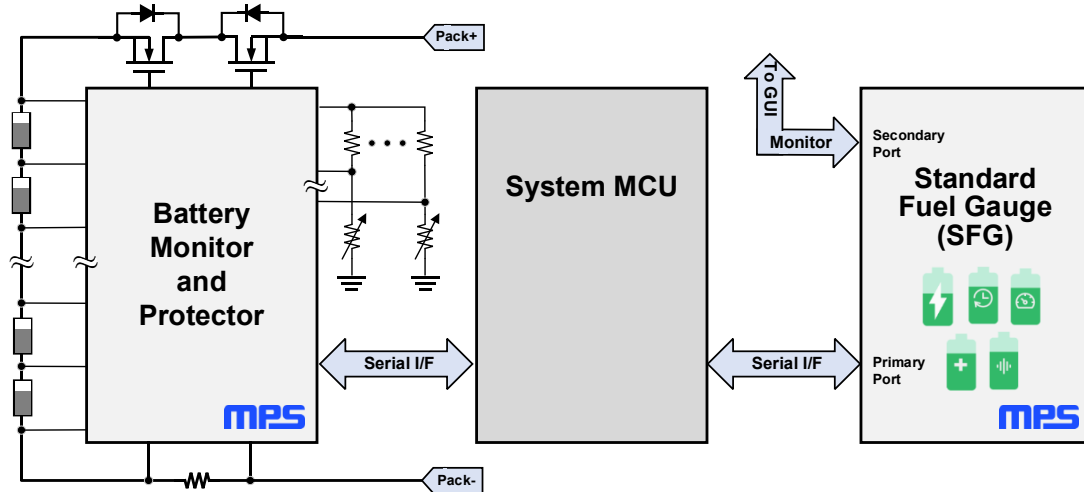 Pack+
Battery
Monitor
and
Protector
MPS
Pack-
Serial I/F
System MCU
Serial I/F
To GUI
Monitor
Secondary
Port
Standard
Fuel Gauge
(SFG)
Primary
Port
MPS